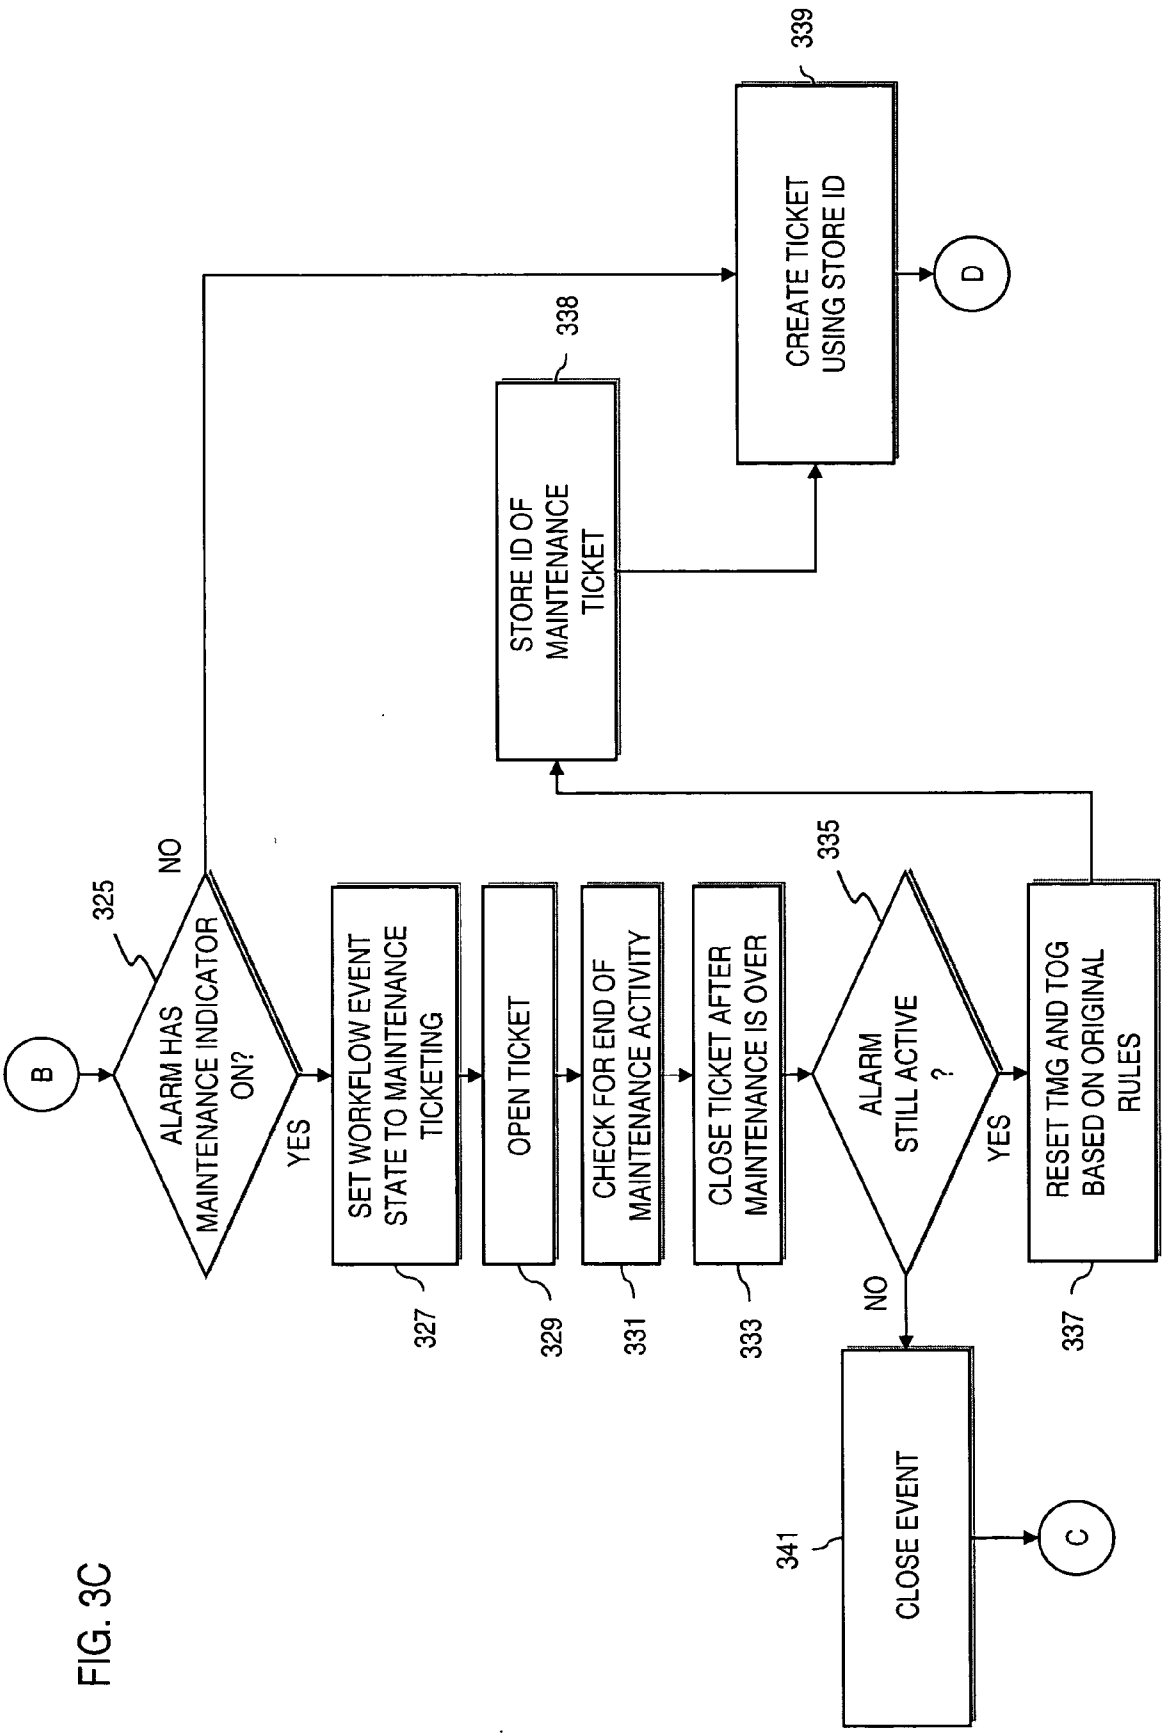 FIG. 3C
B
325
ALARM HAS
MAINTENANCE INDICATOR
ON?
NO
YES
SET WORKFLOW EVENT
STATE TO MAINTENANCE
TICKETING
327
OPEN TICKET
329
CHECK FOR END OF
MAINTENANCE ACTIVITY
331
CLOSE TICKET AFTER
MAINTENANCE IS OVER
333
335
ALARM
STILL ACTIVE
?
NO
YES
341
CLOSE EVENT
C
RESET TMG AND TOG
BASED ON ORIGINAL
RULES
337
STORE ID OF
MAINTENANCE
TICKET
338
CREATE TICKET
USING STORE ID
339
D